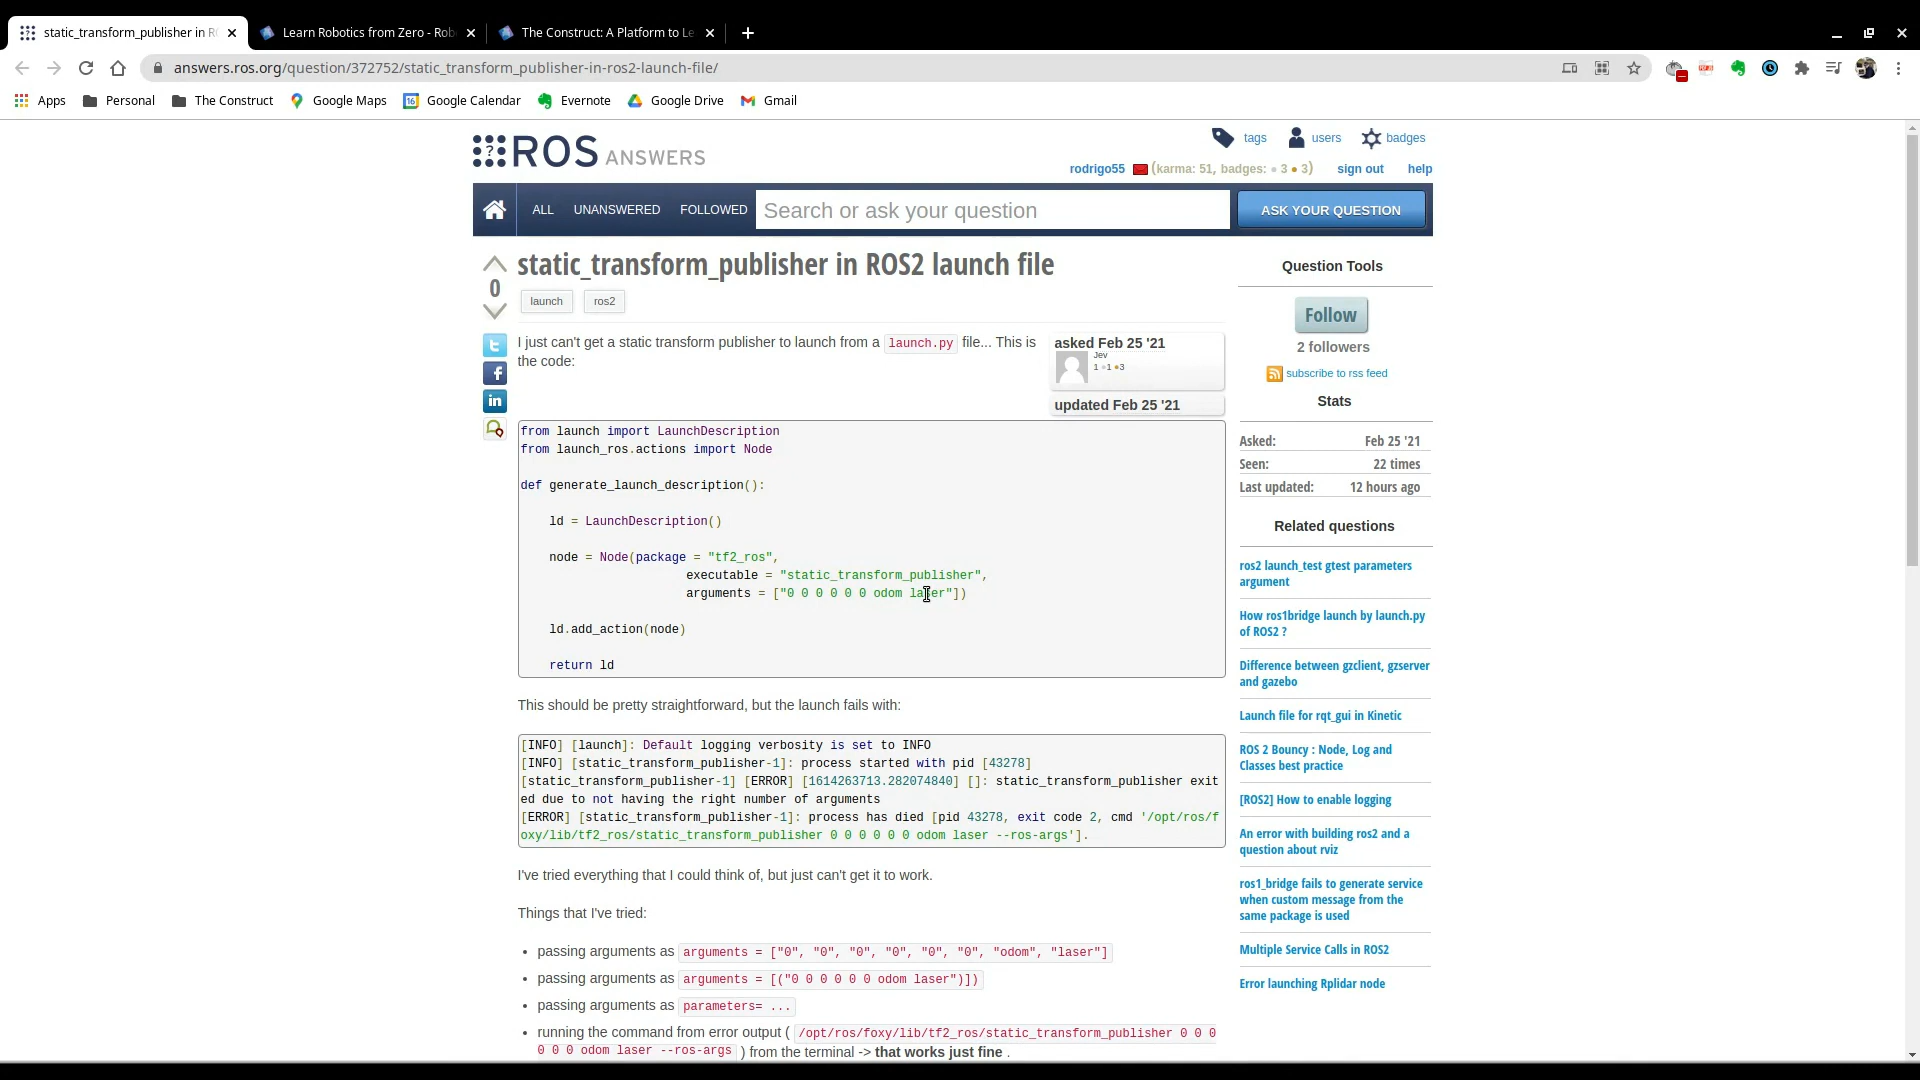 static_transform_publisher in R
Learn Robotics from Zero - Rob
The Construct: A Platform to Le
answers.ros.org/question/372752/static_transform_publisher-in-ros2-launch-file/
Apps
Personal
The Construct
Google Maps
Google Calendar
Evernote
Google Drive
Gmail
ROS ANSWERS
tags
users
badges
rodrigo55 (karma: 51, badges: ● 3 ● 3) sign out help
ALL UNANSWERED FOLLOWED Search or ask your question ASK YOUR QUESTION
0
static_transform_publisher in ROS2 launch file
launch ros2
I just can't get a static transform publisher to launch from a launch.py file... This is
the code:
asked Feb 25 '21
Jev
1 ●1 ●3
updated Feb 25 '21
from launch import LaunchDescription
from launch_ros.actions import Node
def generate_launch_description():
ld = LaunchDescription()
node = Node(package = "tf2_ros",
executable = "static_transform_publisher",
arguments = ["0 0 0 0 0 0 odom laser"])
ld.add_action(node)
return ld
This should be pretty straightforward, but the launch fails with:
[INFO] [launch]: Default logging verbosity is set to INFO
[INFO] [static_transform_publisher-1]: process started with pid [43278]
[static_transform_publisher-1] [ERROR] [1614263713.282074840] []: static_transform_publisher exit
ed due to not having the right number of arguments
[ERROR] [static_transform_publisher-1]: process has died [pid 43278, exit code 2, cmd '/opt/ros/f
oxy/lib/tf2_ros/static_transform_publisher 0 0 0 0 0 0 odom laser --ros-args'].
I've tried everything that I could think of, but just can't get it to work.
Things that I've tried:
• passing arguments as arguments = ["0", "0", "0", "0", "0", "0", "odom", "laser"]
• passing arguments as arguments = [("0 0 0 0 0 0 odom laser")])
• passing arguments as parameters= ...
• running the command from error output ( /opt/ros/foxy/lib/tf2_ros/static_transform_publisher 0 0 0
0 0 0 odom laser --ros-args ) from the terminal -> that works just fine .
Question Tools
Follow
2 followers
subscribe to rss feed
Stats
Asked: Feb 25 '21
Seen: 22 times
Last updated: 12 hours ago
Related questions
ros2 launch_test gtest parameters
argument
How ros1bridge launch by launch.py
of ROS2 ?
Difference between gzclient, gzserver
and gazebo
Launch file for rqt_gui in Kinetic
ROS 2 Bouncy : Node, Log and
Classes best practice
[ROS2] How to enable logging
An error with building ros2 and a
question about rviz
ros1_bridge fails to generate service
when custom message from the
same package is used
Multiple Service Calls in ROS2
Error launching Rplidar node